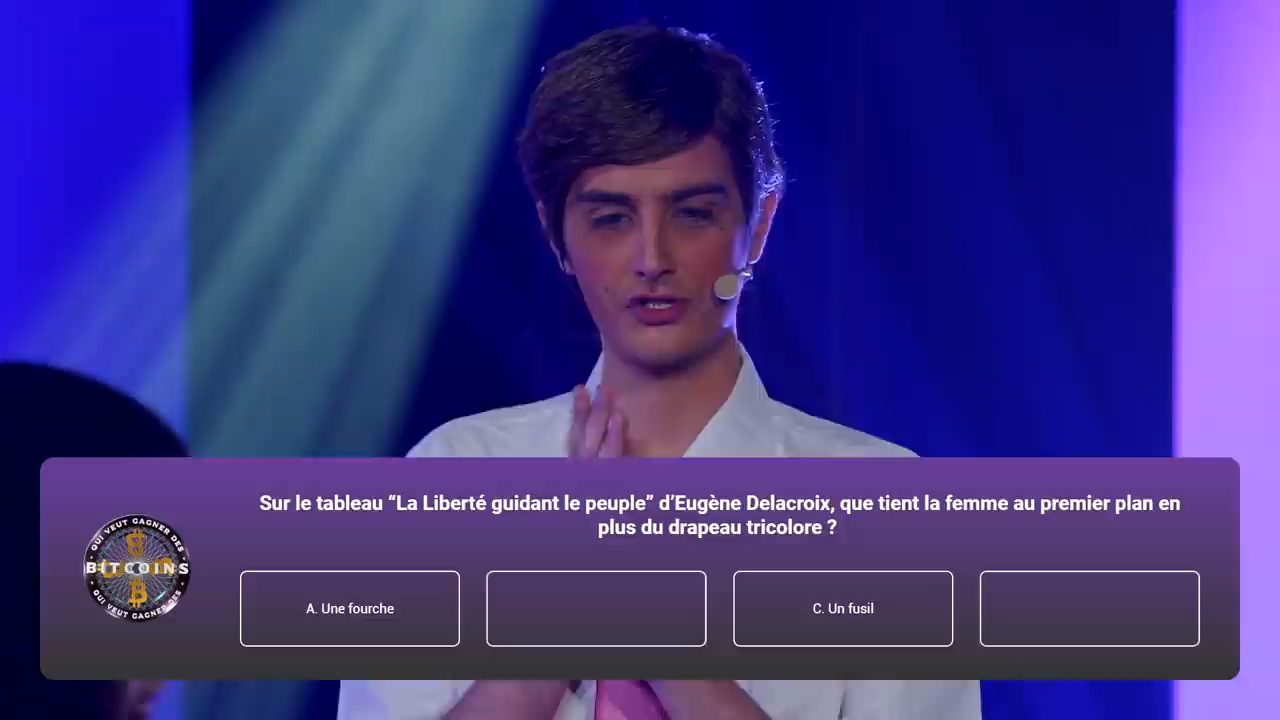 Sur le tableau “La Liberté guidant le peuple” d’Eugène Delacroix, que tient la femme au premier plan en
plus du drapeau tricolore ?
QUI VEUT GAGNER DES
BITCOINS
QUI VEUT GAGNER DES
A. Une fourche
C. Un fusil